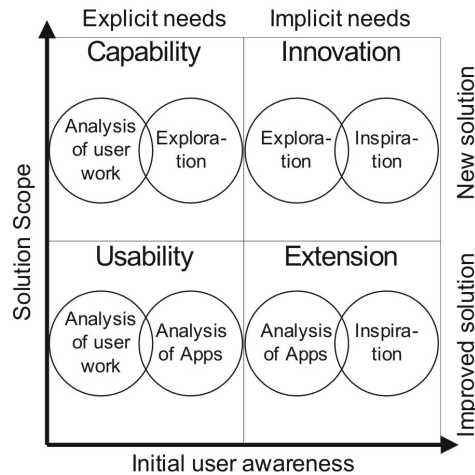 Explicit needs
Implicit needs
Capability
Innovation
Analysis
of user
work
Explora-
tion
Explora-
tion
Inspira-
tion
New solution
Solution Scope
Usability
Extension
Analysis
of user
work
Analysis
of Apps
Analysis
of Apps
Inspira-
tion
Improved solution
Initial user awareness